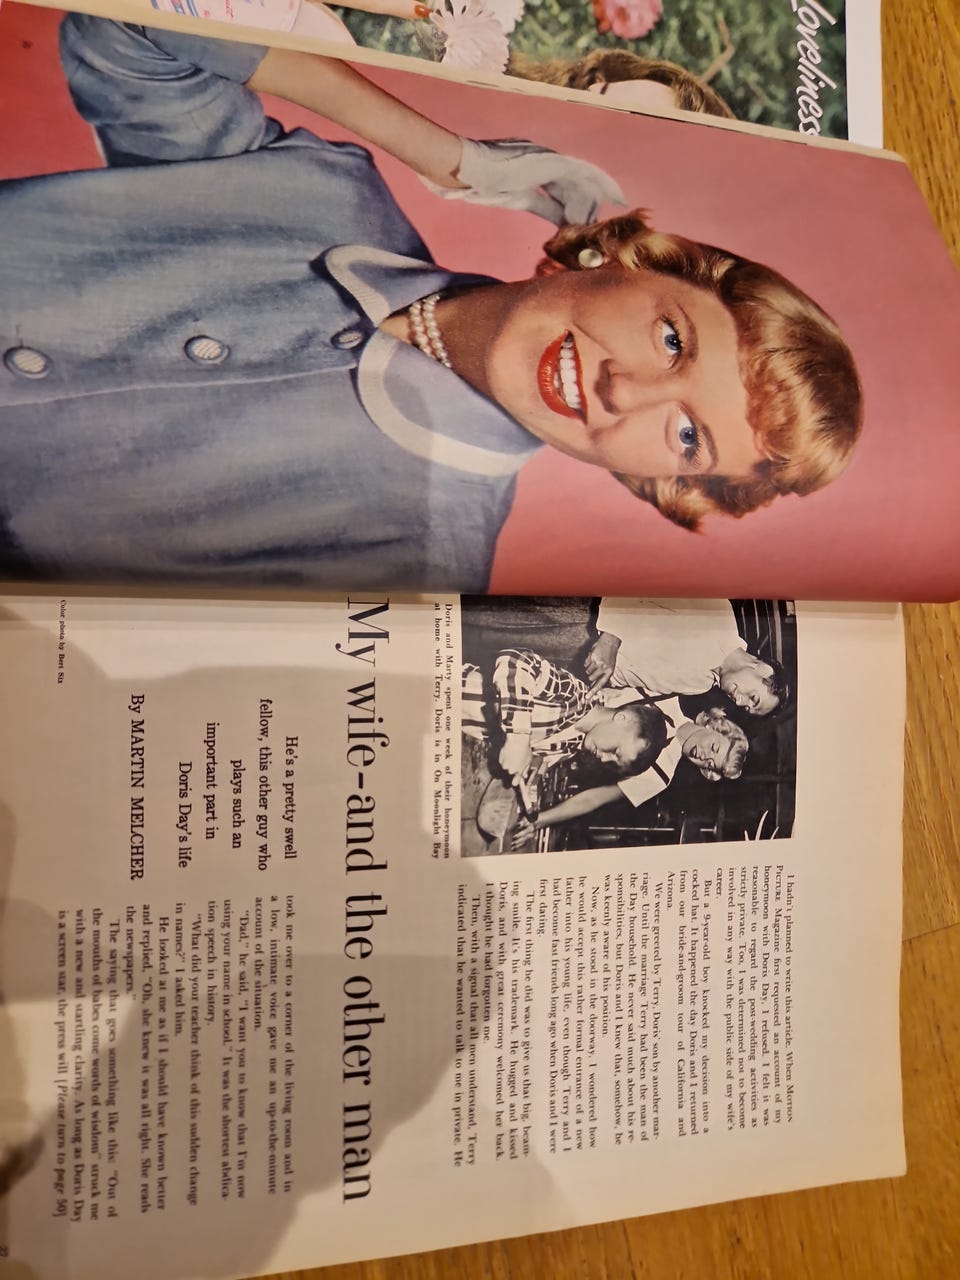 Loveliness
Doris and Marty spent one week of their honeymoon
at home with Terry. Doris is in On Moonlight Bay
My wife-and the other man
He's a pretty swell
fellow, this other guy who
plays such an
important part in
Doris Day's life
By MARTIN MELCHER
Color photo by Bert Six
I hadn't planned to write this article. When MOTION
PICTURE Magazine first requested an account of my
honeymoon with Doris Day, I refused. I felt it was
reasonable to regard the post-wedding activities as
strictly private. Too, I was determined not to become
involved in any way with the public side of my wife's
career.
But a 9-year-old boy knocked my decision into a
cocked hat. It happened the day Doris and I returned
from our bride-and-groom tour of California and
Arizona.
We were greeted by Terry, Doris' son by another mar-
riage. Until the marriage Terry had been the man of
the Day household. He never said much about his re-
sponsibilities, but Doris and I knew that, somehow, he
was keenly aware of his position.
Now, as he stood in the doorway, I wondered how
he would accept this rather formal entrance of a new
father into his young life, even though Terry and I
had become fast friends long ago when Doris and I were
first dating.
The first thing he did was to give us that big, beam-
ing smile. It's his trademark. He hugged and kissed
Doris, and with great ceremony welcomed her back.
I thought he had forgotten me.
Then, with a signal that all men understand, Terry
indicated that he wanted to talk to me in private. He
took me over to a corner of the living room and in
a low, intimate voice gave me an up-to-the-minute
account of the situation.
"Dad," he said, "I want you to know that I'm now
using your name in school." It was the shortest abdica-
tion speech in history.
"What did your teacher think of this sudden change
in names?" I asked him.
He looked at me as if I should have known better
and replied, "Oh, she knew it was all right. She reads
the newspapers."
The saying that goes something like this: "Out of
the mouths of babes come words of wisdom" struck me
with a new and startling clarity. As long as Doris Day
is a screen star, the press will [Please turn to page 50]
23